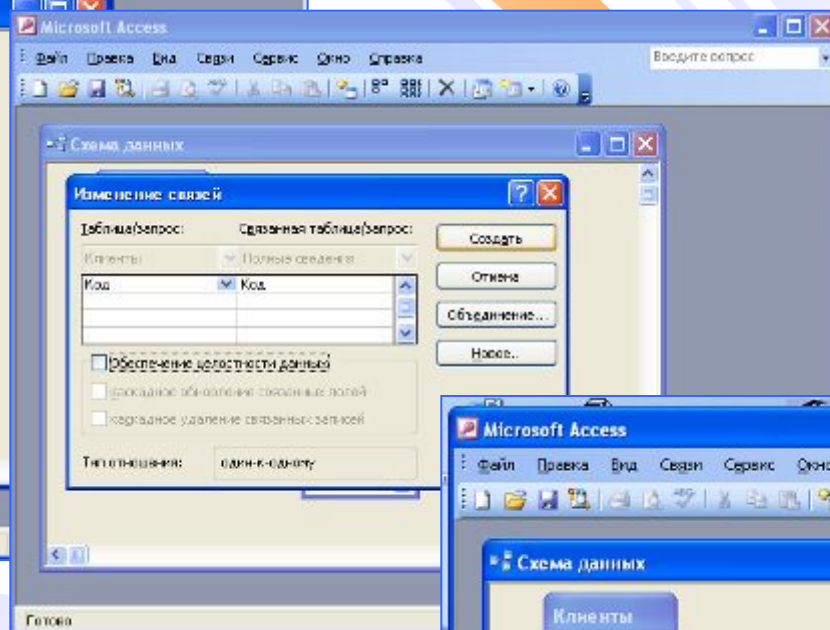 Microsoft Access
Файл Правка Вид Связи Сервис Окно Справка
Введите вопрос
Схема данных
Изменение связей
Таблица/запрос: Связанная таблица/запрос:
Клиенты Полные сведения
Код Код
Создать
Отмена
Объединение...
Новое..
Обеспечение целостности данных
каскадное обновление связанных полей
каскадное удаление связанных записей
Тип отношения: один-к-одному
Готово
Microsoft Access
Файл Правка Вид Связи Сервис Окно
Схема данных
Клиенты